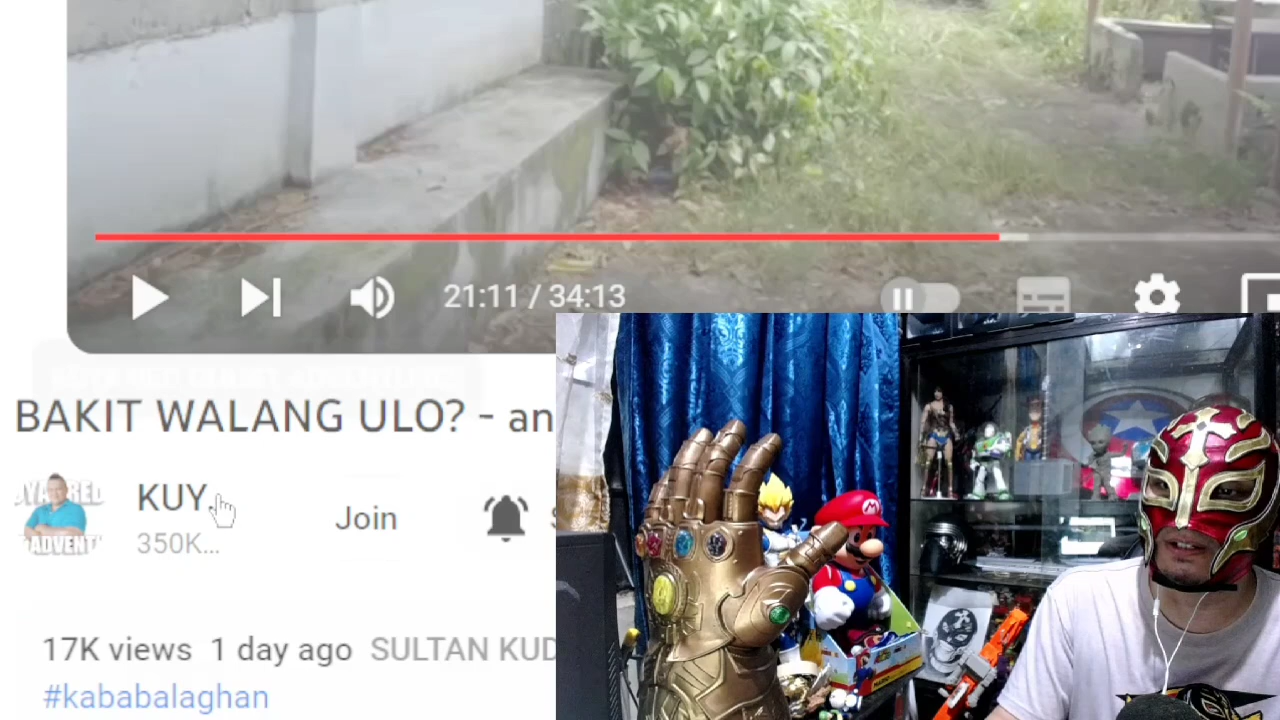 21:11 / 34:13
BAKIT WALANG ULO? - an
KUY
350K...
Join
17K views 1 day ago SULTAN KUD
#kababalaghan
M